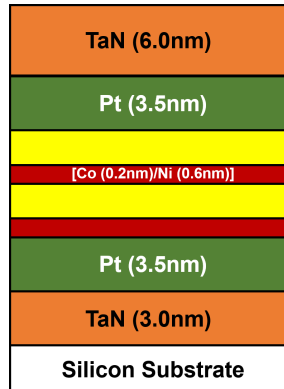 TaN (6.0nm)
Pt (3.5nm)
[Co (0.2nm)/Ni (0.6nm)]
Pt (3.5nm)
TaN (3.0nm)
Silicon Substrate